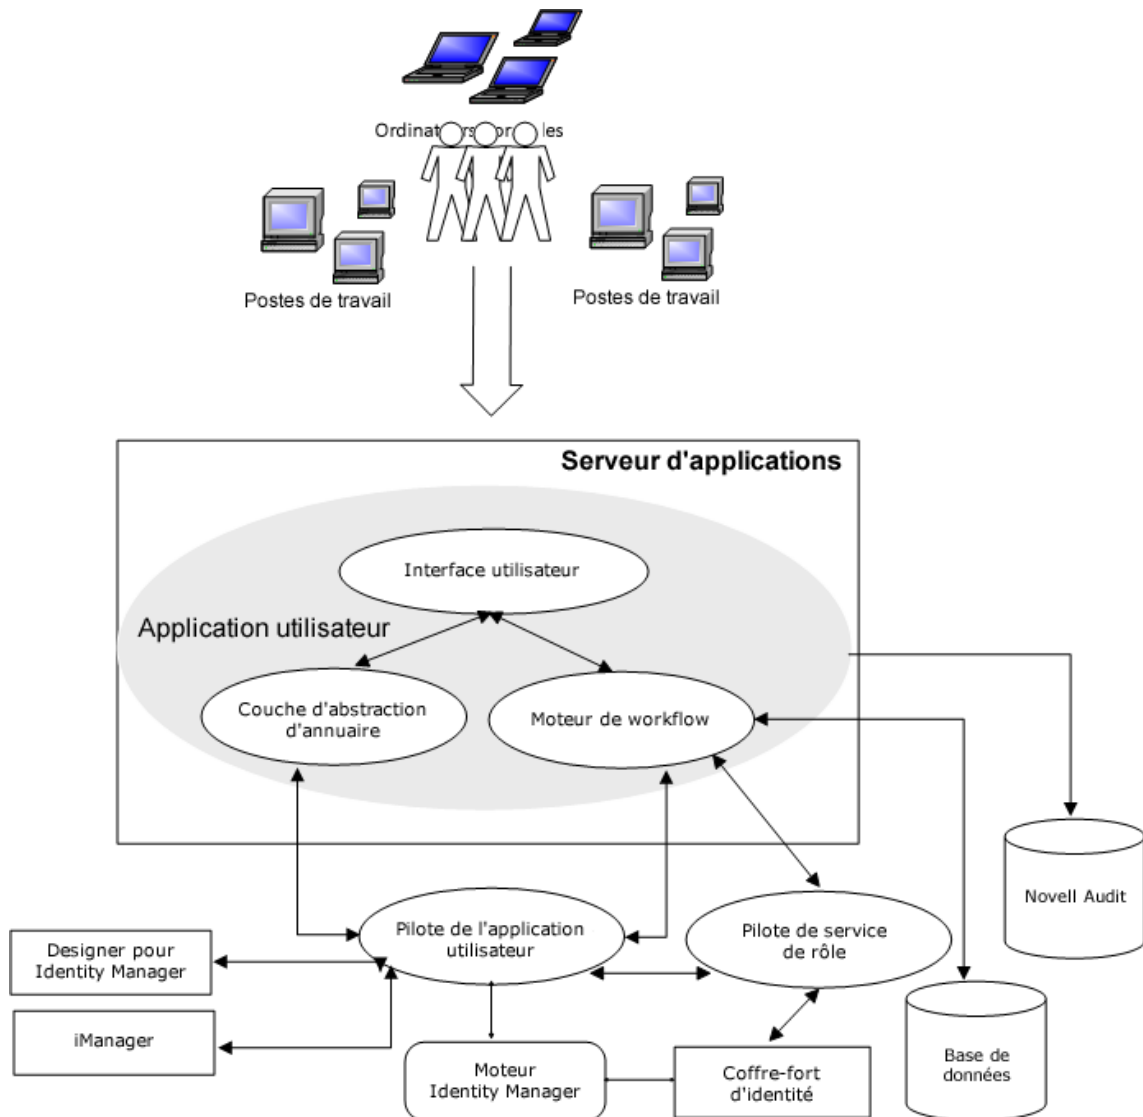 Postes de travail
Postes de travail
Serveur d'applications
Interface utilisateur
Application utilisateur
Couche d'abstraction
d'annuaire
Moteur de workflow
Novell Audit
Pilote de l'application
utilisateur
Pilote de service
de rôle
Designer pour
Identity Manager
iManager
Moteur
Identity Manager
Coffre-fort
d'identité
Base de
données